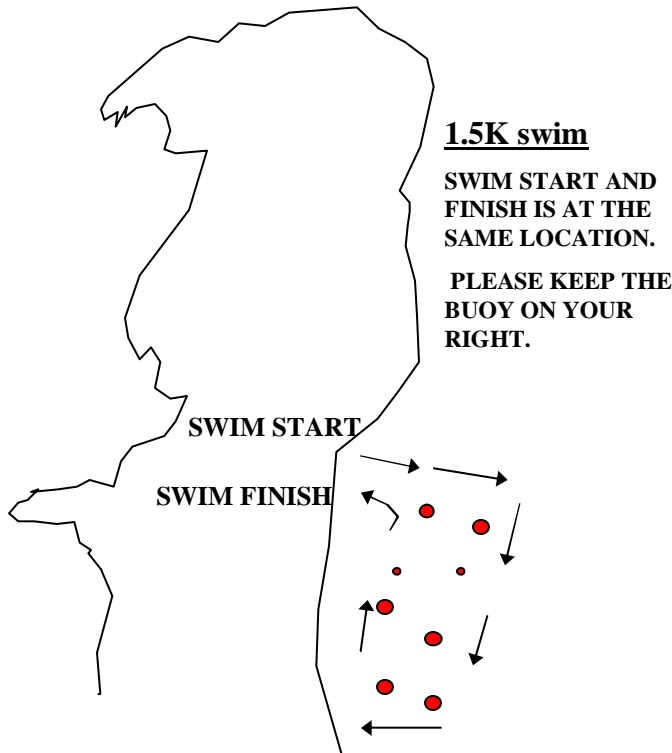 1.5K swim
SWIM START AND
FINISH IS AT THE
SAME LOCATION.
PLEASE KEEP THE
BUOY ON YOUR
RIGHT.
SWIM START
SWIM FINISH